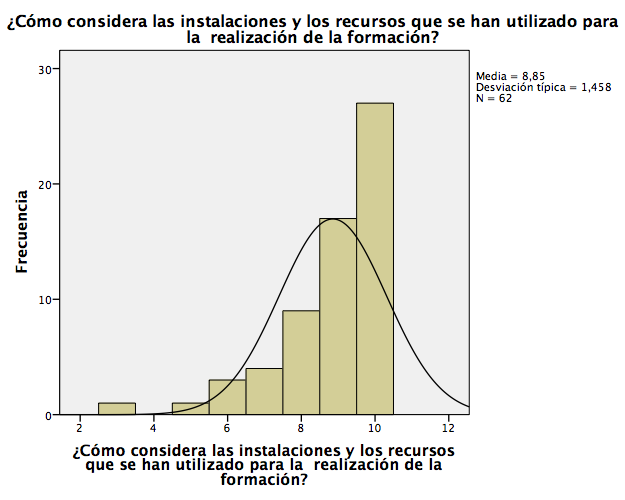 ¿Cómo considera las instalaciones y los recursos que se han utilizado para
la  realización de la formación?
Media = 8,85
Desviación típica = 1,458
N = 62
Frecuencia
30
20
10
0
2 4 6 8 10 12
¿Cómo considera las instalaciones y los recursos
que se han utilizado para la  realización de la
formación?